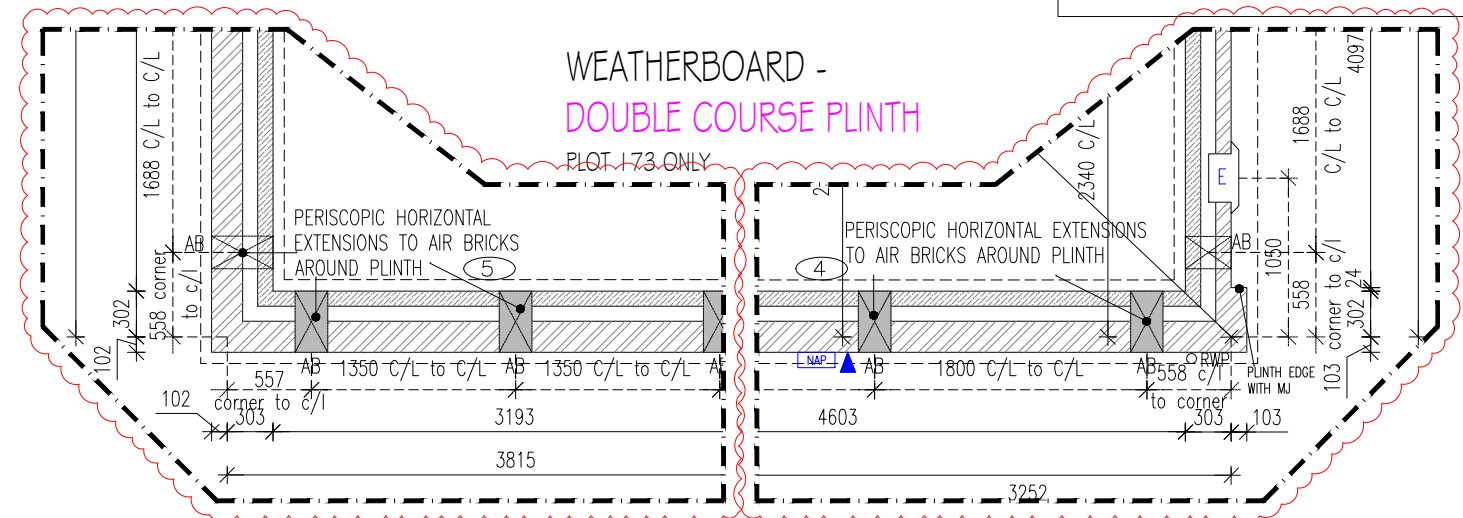 WEATHERBOARD -
DOUBLE COURSE PLINTH
PLOT 173 ONLY
1688 C/L to C/L
AB
558 corner
to c/l
302
102
PERISCOPIC HORIZONTAL
EXTENSIONS TO AIR BRICKS
AROUND PLINTH
5
AB
1350 C/L to C/L
AB
1350 C/L to C/L
557
corner to c/l
102
303
3193
3815
4
PERISCOPIC HORIZONTAL EXTENSIONS
TO AIR BRICKS AROUND PLINTH
2340 C/L
E
AB
1050
1688
C/L to C/L
4097
558
corner to c/l
24
302
103
NAP
AB
1800 C/L to C/L
AB
558 c/l
to corner
RWP
PLINTH EDGE
WITH MJ
4603
303
103
3252